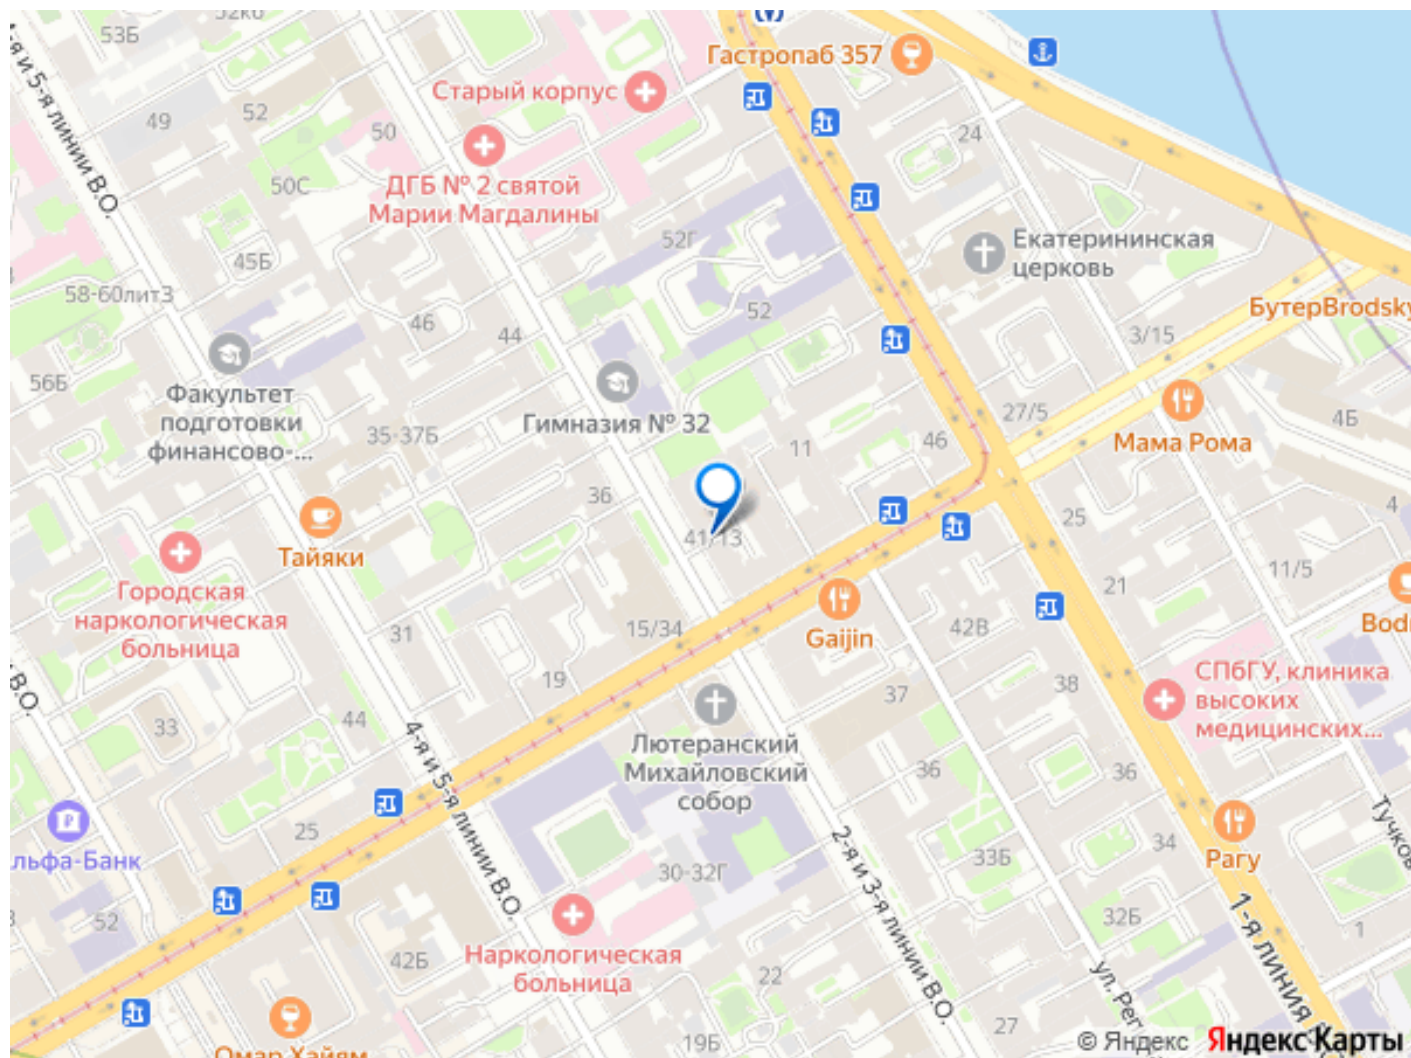 52к6
53Б
Гастропаб 357
Старый корпус
49
52
50
24
50С
ДГБ № 2 святой
Марии Магдалины
4-я и 5-я линии В.О.
52Г
Екатерининская
церковь
45Б
58-60лит3
46
44
52
БутерBrodsky
3/15
56Б
Факультет
подготовки
финансово-...
35-37Б
Гимназия № 32
11
46
27/5
4Б
Мама Рома
36
41/13
25
4
Тайяки
Городская
наркологическая
больница
31
15/34
Gaijin
42В
21
11/5
Bod
СПбГУ, клиника
высоких
медицинских...
В.О.
19
37
38
33
44
4-я и 5-я линии В.О.
Лютеранский
Михайловский
собор
36
36
льфа-Банк
25
30-32Г
2-я и 3-я линии В.О.
33Б
34
Рагу
Тучков
52
32Б
1-я линия
1
42Б
Наркологическая
больница
22
ул. Реп
27
19Б
Омар Хайям
© Яндекс Яндекс Карты